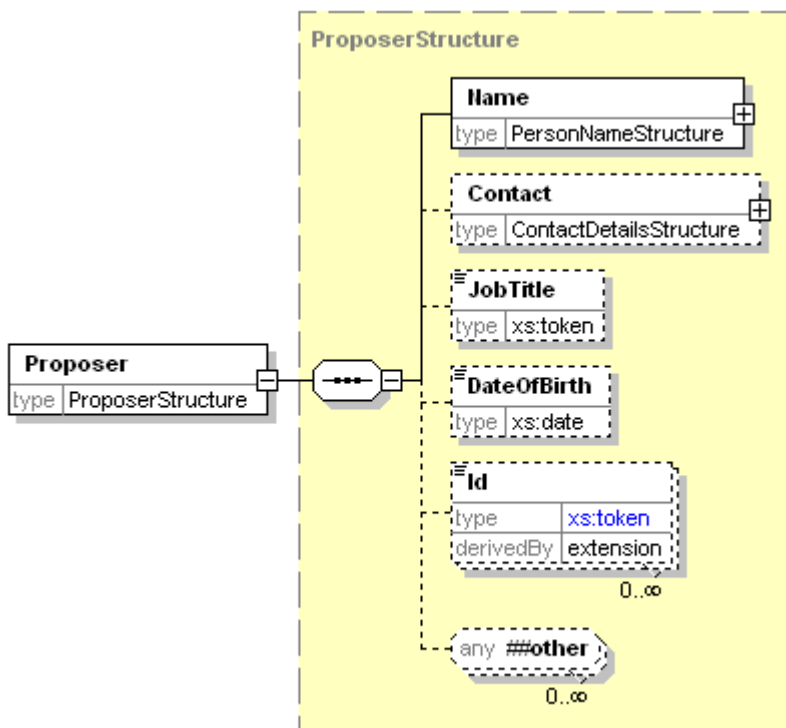 ProposerStructure
Name
type PersonNameStructure
Contact
type ContactDetailsStructure
JobTitle
type xs:token
Proposer
type ProposerStructure
DateOfBirth
type xs:date
Id
type xs:token
derivedBy extension
0..∞
any ##other
0..∞